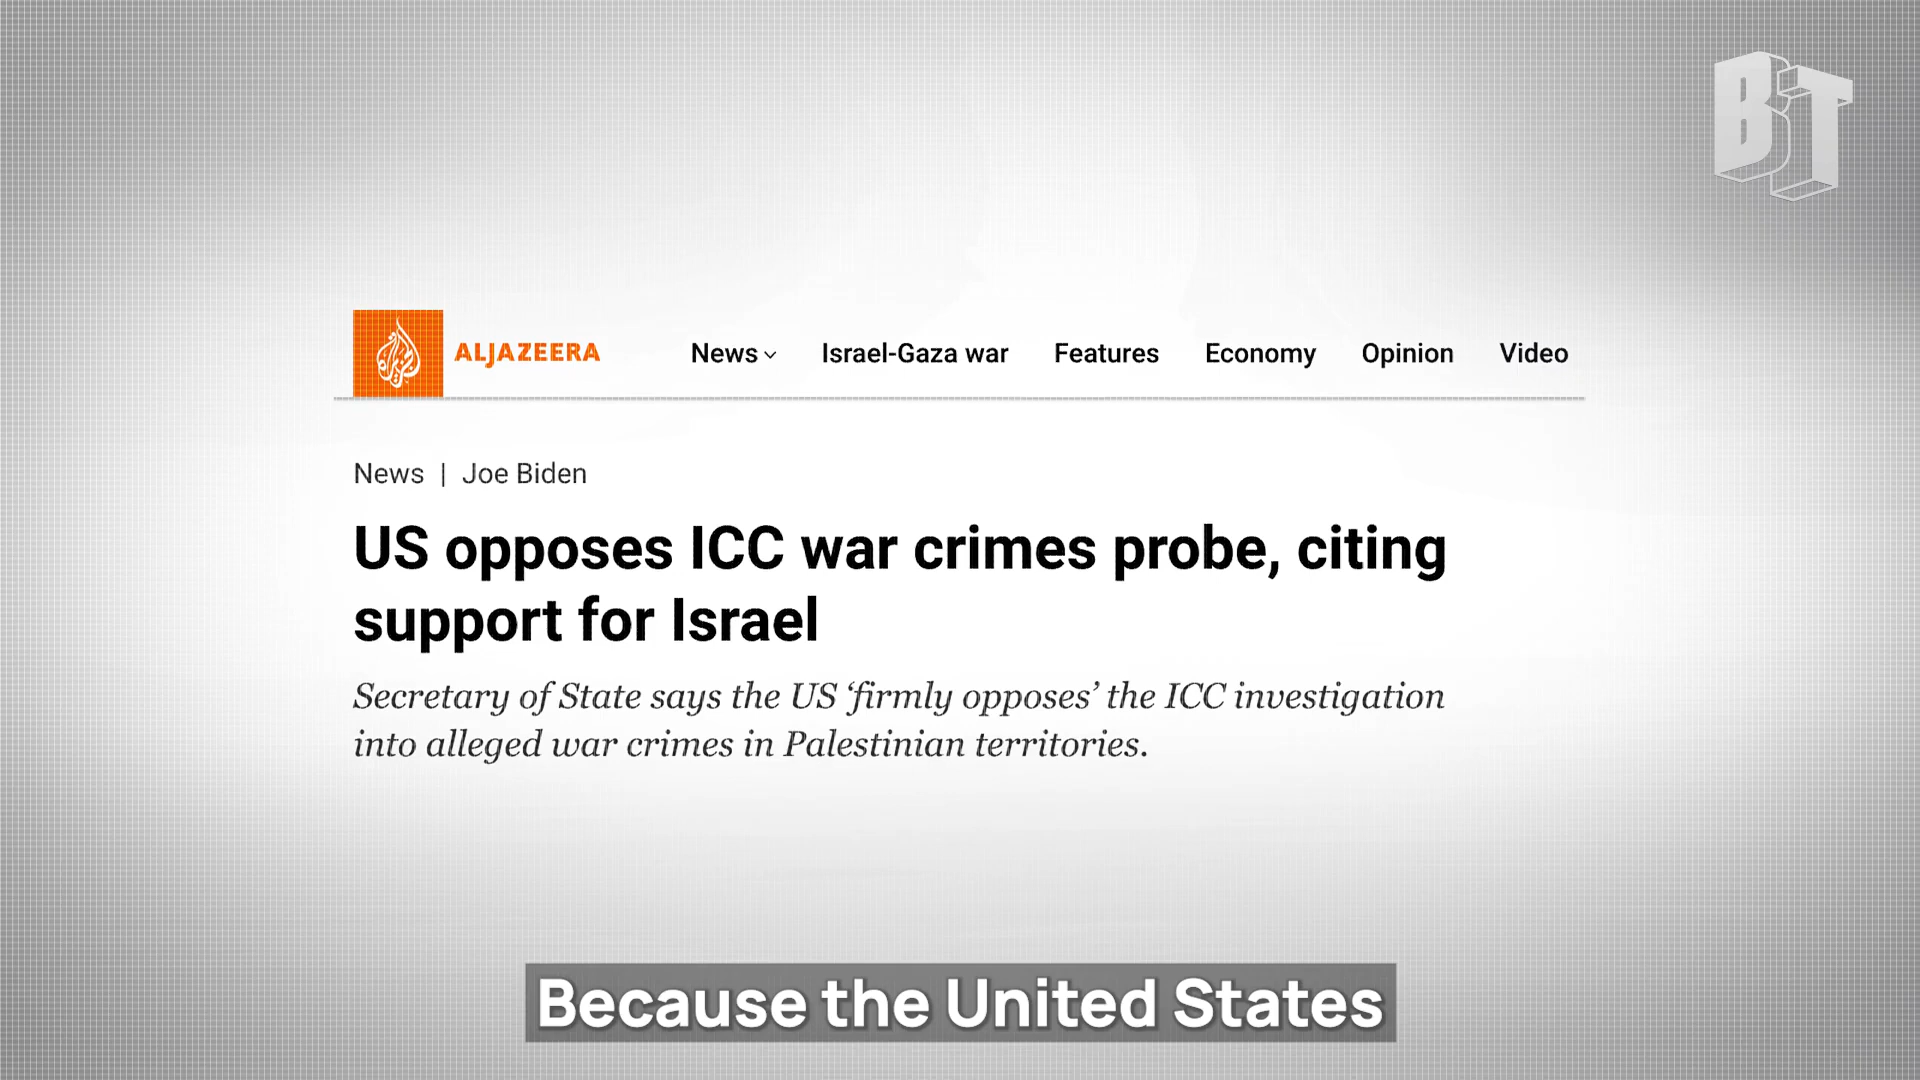 BT
ALJAZEERA
News Israel-Gaza war Features Economy Opinion Video
News | Joe Biden
US opposes ICC war crimes probe, citing
support for Israel
Secretary of State says the US ‘firmly opposes’ the ICC investigation
into alleged war crimes in Palestinian territories.
Because the United States